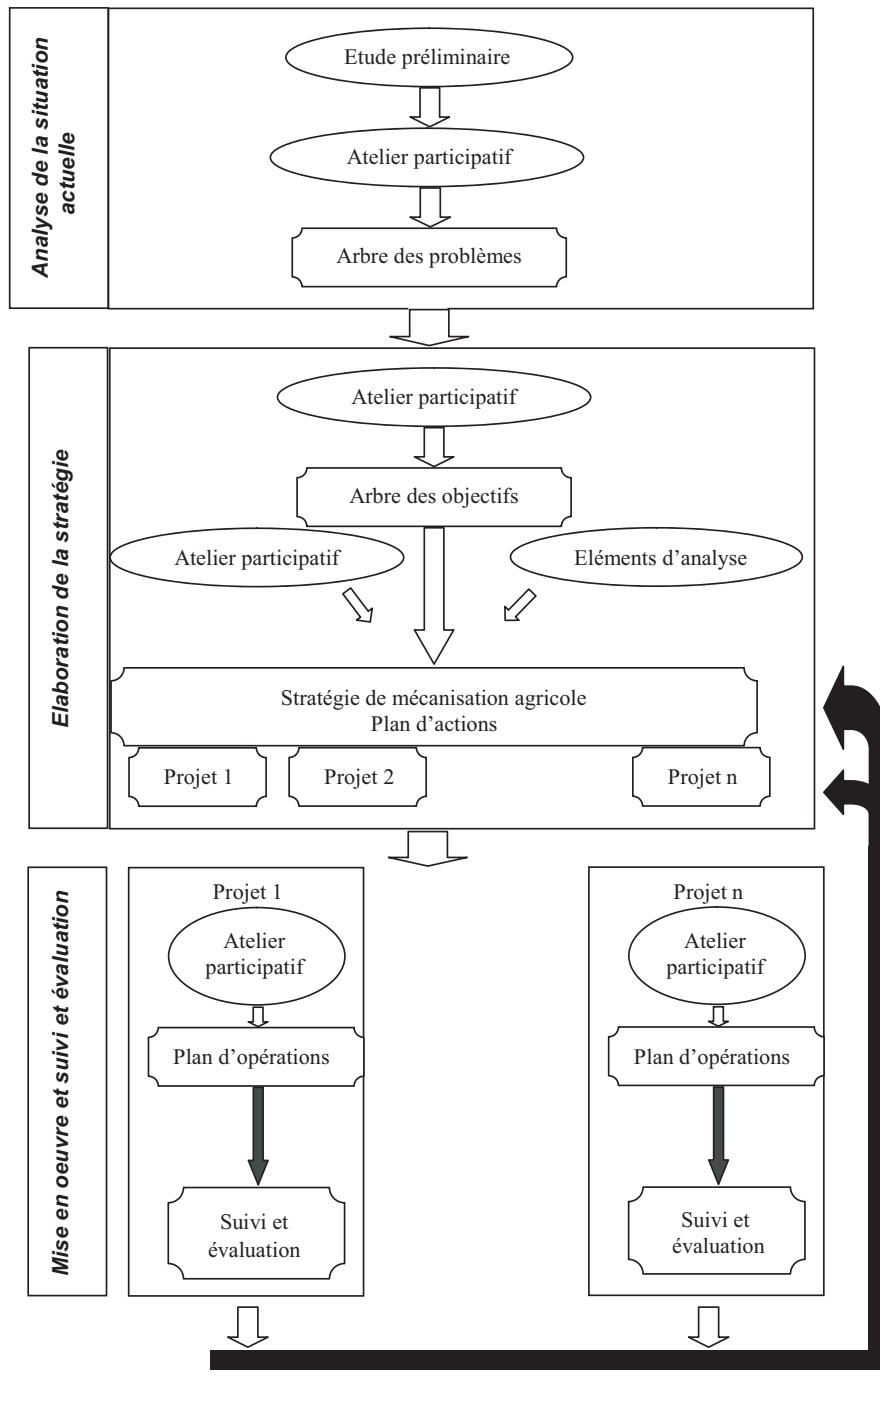 Analyse de la situation
actuelle
Etude préliminaire
Atelier participatif
Arbre des problèmes
Elaboration de la stratégie
Atelier participatif
Arbre des objectifs
Atelier participatif
Eléments d’analyse
Stratégie de mécanisation agricole
Plan d’actions
Projet 1
Projet 2
Projet n
Mise en oeuvre et suivi et évaluation
Projet 1
Atelier
participatif
Plan d’opérations
Suivi et
évaluation
Projet n
Atelier
participatif
Plan d’opérations
Suivi et
évaluation